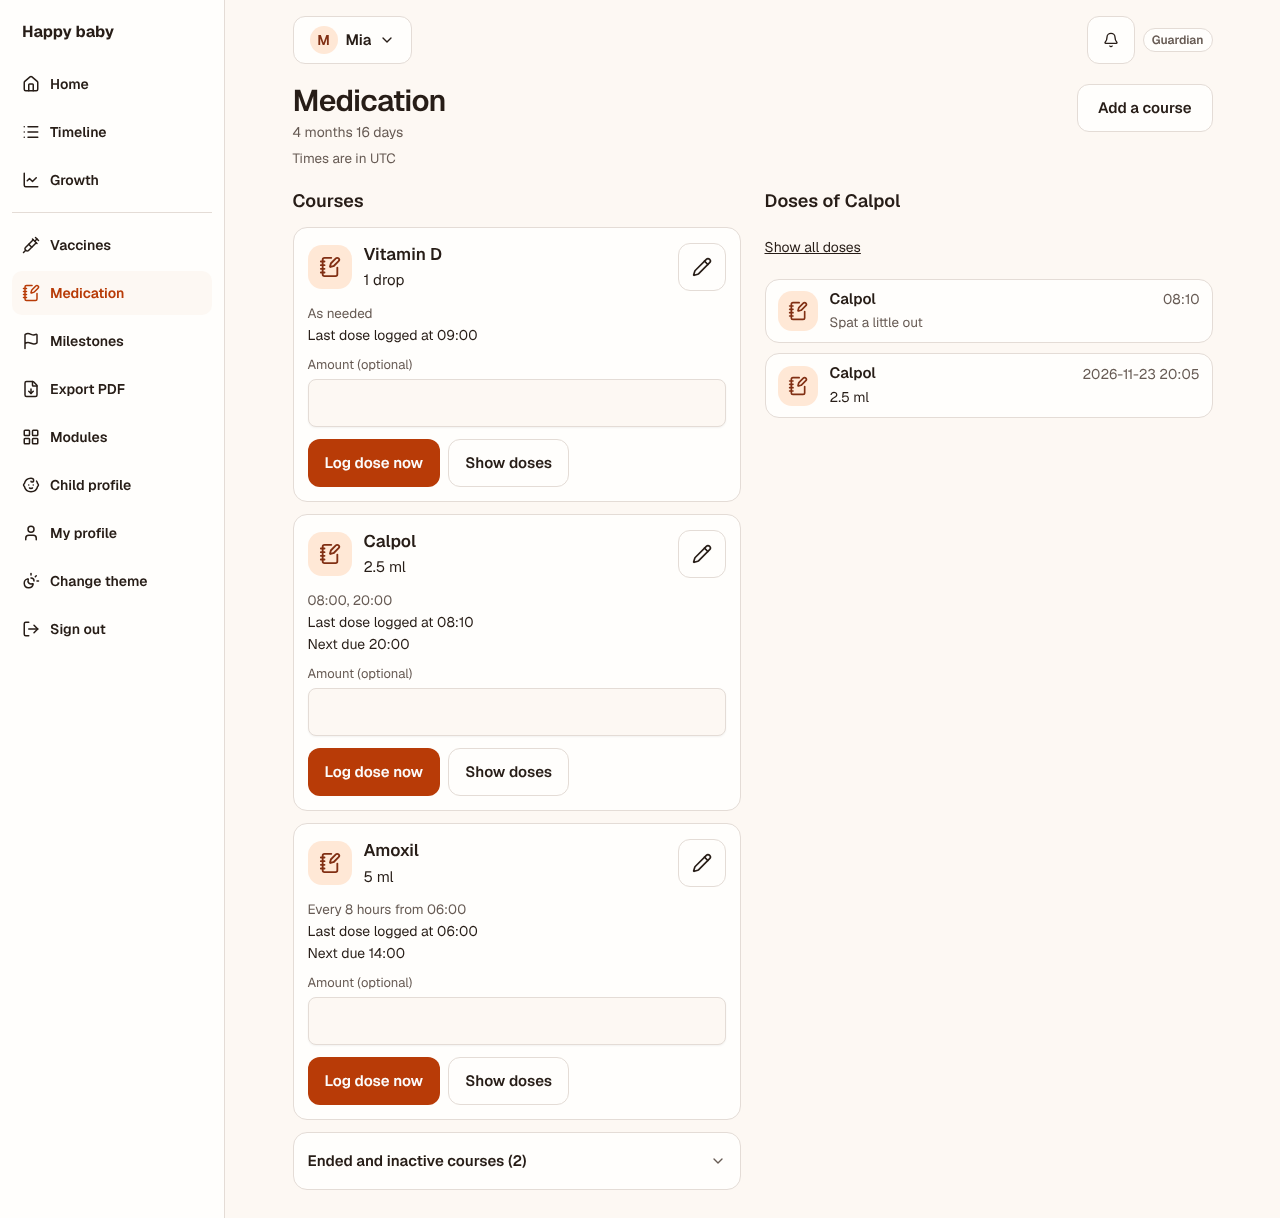 Happy baby
Home
Timeline
Growth
Vaccines
Medication
Milestones
Export PDF
Modules
Child profile
My profile
Change theme
Sign out
M Mia
Guardian
Medication
4 months 16 days
Times are in UTC
Add a course
Courses
Vitamin D
1 drop
As needed
Last dose logged at 09:00
Amount (optional)
Log dose now Show doses
Calpol
2.5 ml
08:00, 20:00
Last dose logged at 08:10
Next due 20:00
Amount (optional)
Log dose now Show doses
Amoxil
5 ml
Every 8 hours from 06:00
Last dose logged at 06:00
Next due 14:00
Amount (optional)
Log dose now Show doses
Ended and inactive courses (2)
Doses of Calpol
Show all doses
Calpol 08:10
Spat a little out
Calpol 2026-11-23 20:05
2.5 ml